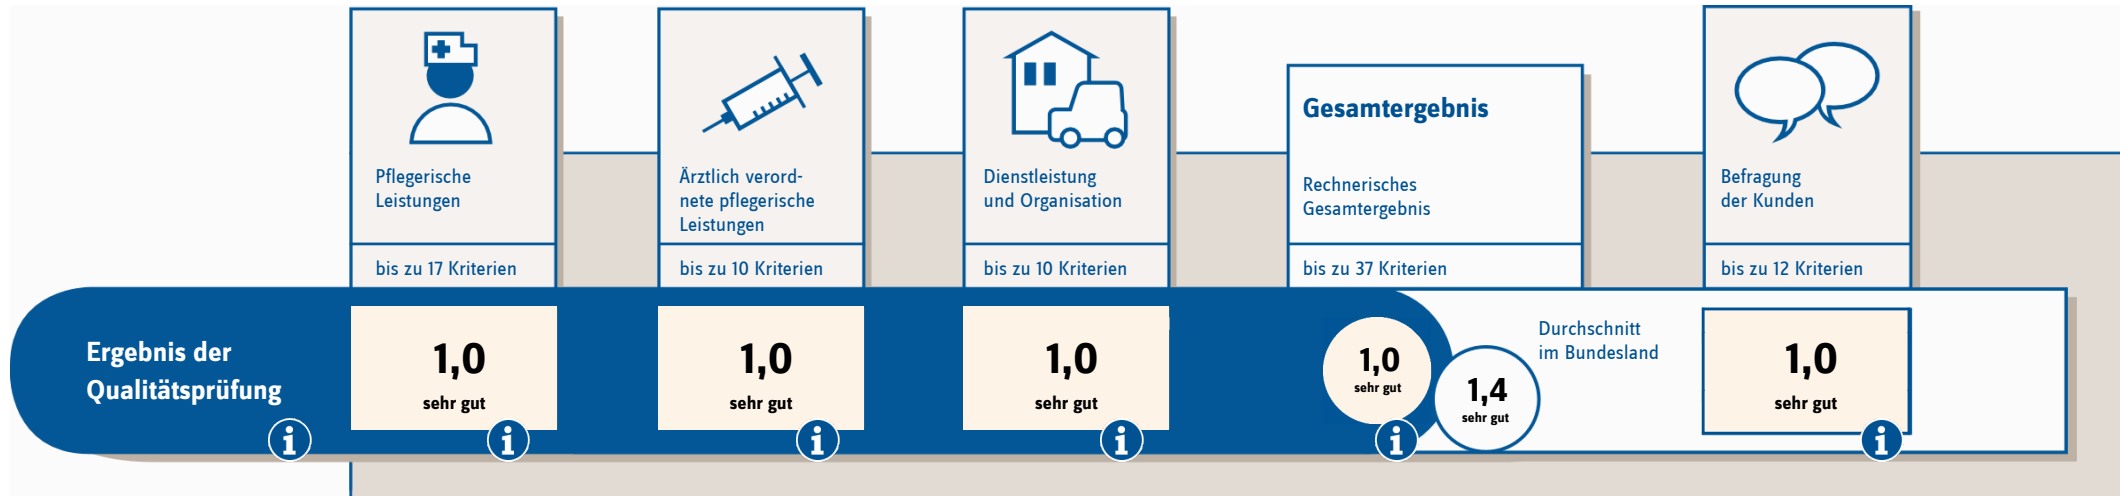 Pflegerische
Leistungen
bis zu 17 Kriterien
Ärztlich verord-
nete pflegerische
Leistungen
bis zu 10 Kriterien
Dienstleistung
und Organisation
bis zu 10 Kriterien
Gesamtergebnis
Rechnerisches
Gesamtergebnis
bis zu 37 Kriterien
Befragung
der Kunden
bis zu 12 Kriterien
Ergebnis der
Qualitätsprüfung
i
1,0
sehr gut
i
1,0
sehr gut
i
1,0
sehr gut
i
1,0
sehr gut
i
1,4
sehr gut
Durchschnitt
im Bundesland
1,0
sehr gut
i